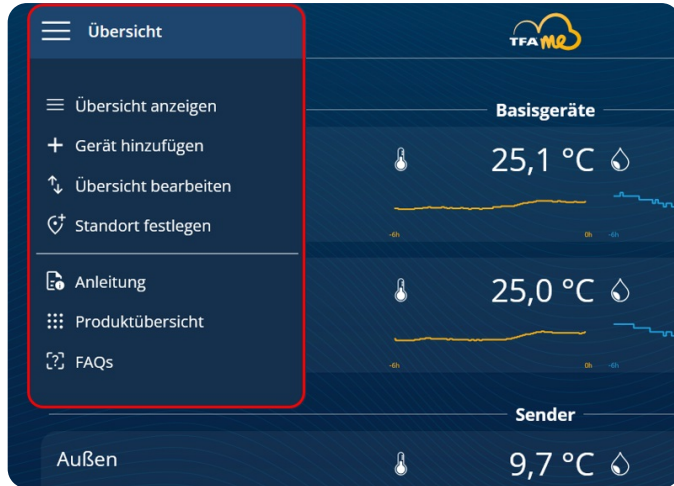 Übersicht
TFA me
Übersicht anzeigen
Basisgeräte
Gerät hinzufügen
25,1 °C
Übersicht bearbeiten
Standort festlegen
-6h
0h
-6h
Anleitung
25,0 °C
Produktübersicht
FAQs
-6h
0h
-6h
Sender
Außen
9,7 °C